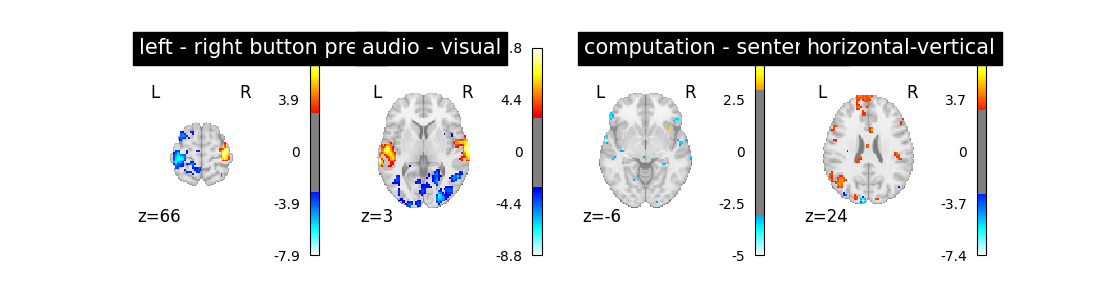 left - right button pre
audio - visual
computation - senter
horizontal-vertical
L R
3.9
0
-3.9
-7.9
z=66
L R
.8
4.4
0
-4.4
-8.8
z=3
L R
2.5
0
-2.5
-5
z=-6
L R
3.7
0
-3.7
-7.4
z=24